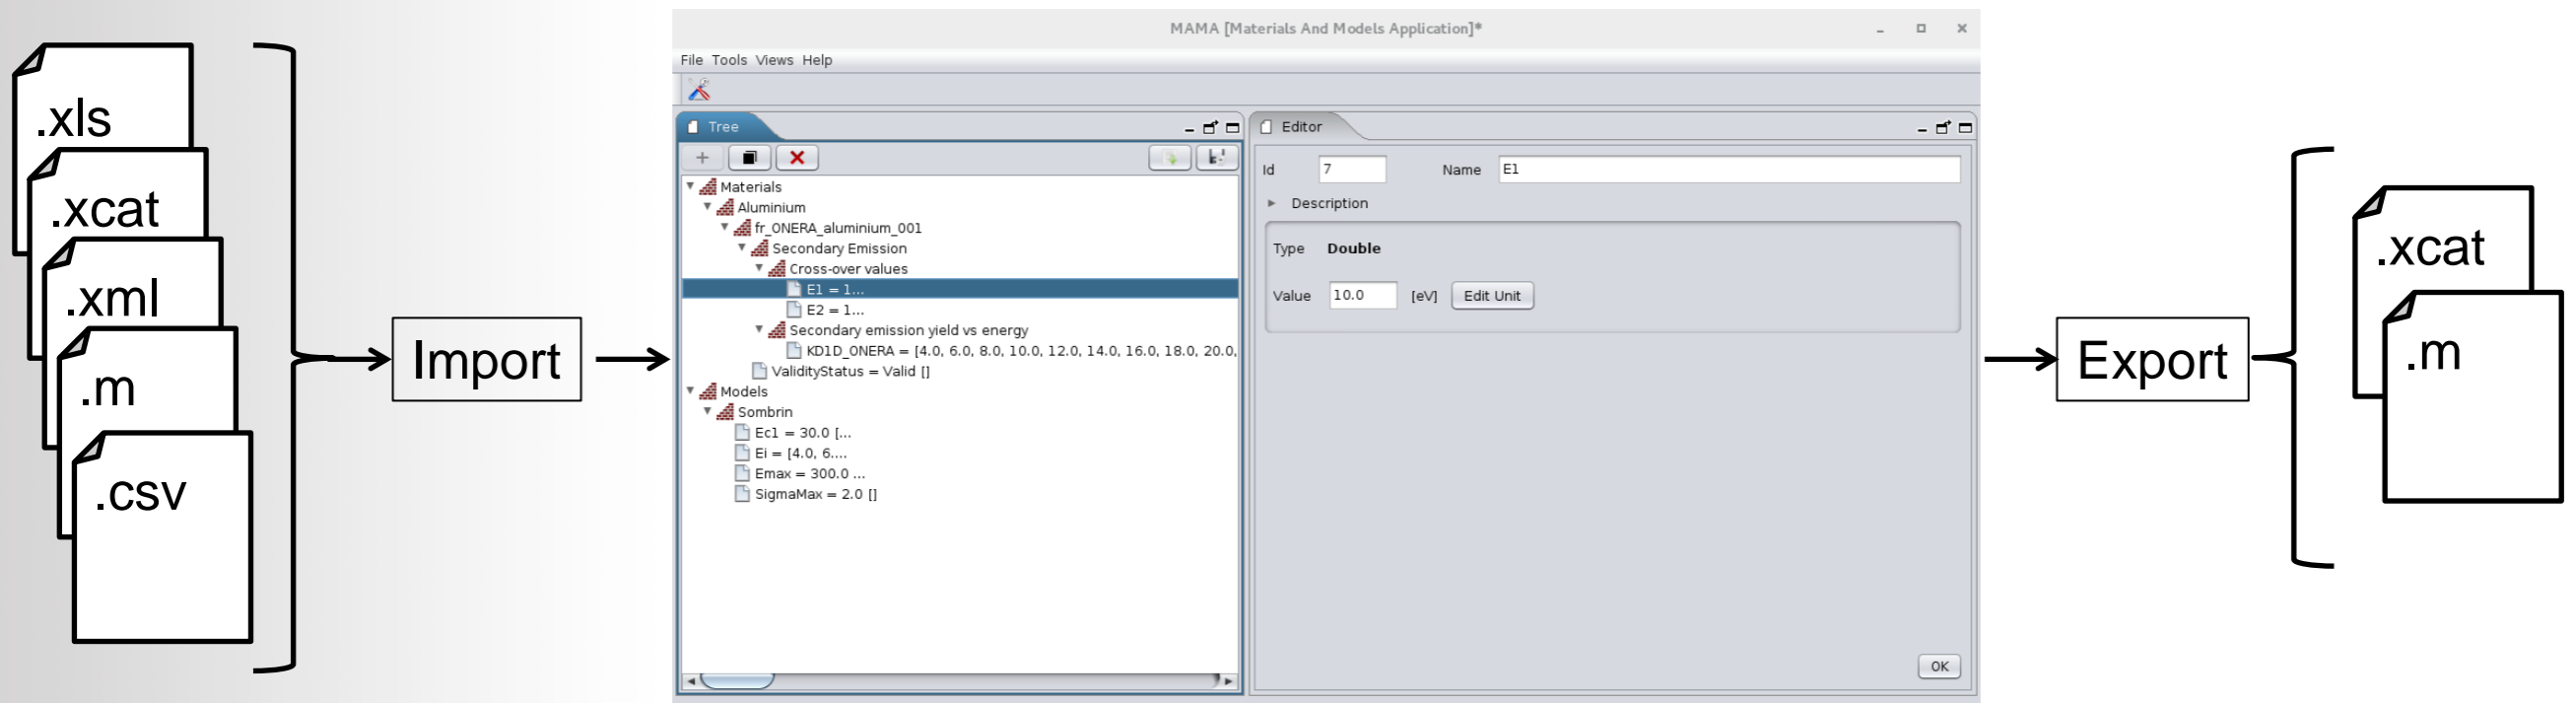 .xls
.xcat
.xml
.m
.csv
Import
MAMA [Materials And Models Application]*
File Tools Views Help
Tree
Materials
Aluminium
fr_ONERA_aluminium_001
Secondary Emission
Cross-over values
E1 = 1...
E2 = 1...
Secondary emission yield vs energy
KD1D_ONERA = [4.0, 6.0, 8.0, 10.0, 12.0, 14.0, 16.0, 18.0, 20.0,
ValidityStatus = Valid []
Models
Sombrin
Ec1 = 30.0 [...
Ei = [4.0, 6....
Emax = 300.0 ...
SigmaMax = 2.0 []
Editor
Id 7 Name E1
Description
Type Double
Value 10.0 [eV] Edit Unit
OK
Export
.xcat
.m